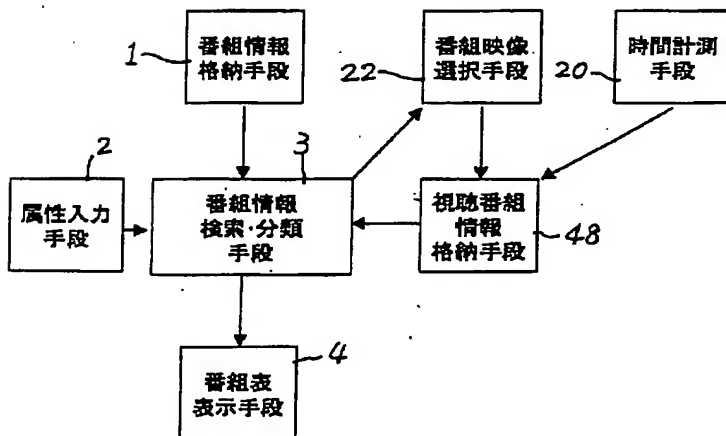 1
番組情報
格納手段
22
番組映像
選択手段
20
時間計測
手段
2
属性入力
手段
3
番組情報
検索・分類
手段
視聴番組
情報
格納手段
48
4
番組表
表示手段